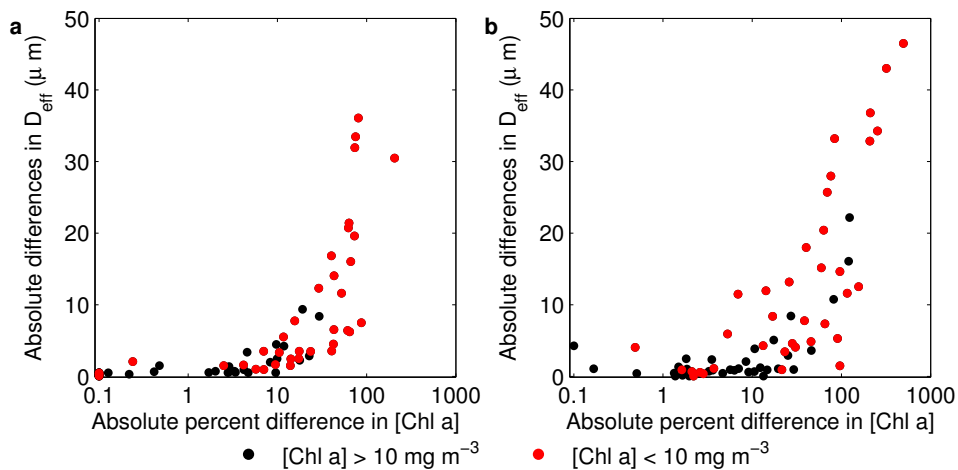 a
b
50
40
30
20
10
0
Absolute differences in D_eff (μ m)
0.1 1 10 100 1000
Absolute percent difference in [Chl a]
50
40
30
20
10
0
Absolute differences in D_eff (μ m)
0.1 1 10 100 1000
Absolute percent difference in [Chl a]
[Chl a] > 10 mg m⁻³
[Chl a] < 10 mg m⁻³